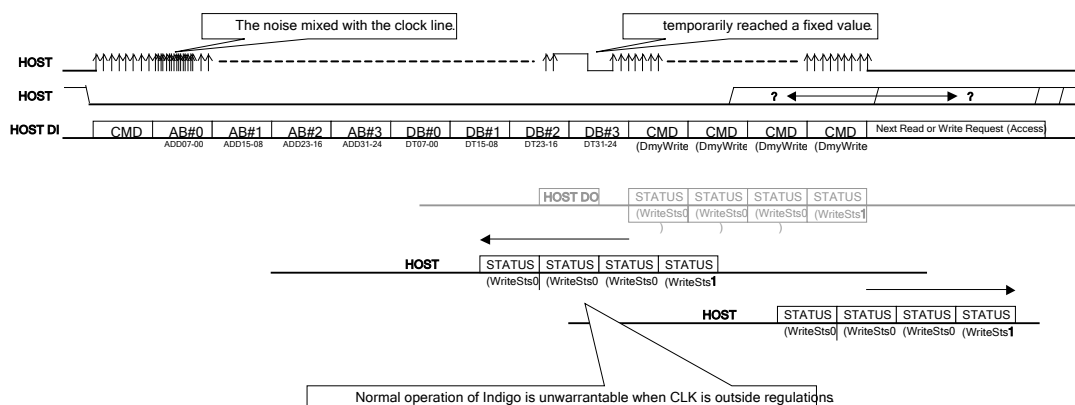 The noise mixed with the clock line.
temporarily reached a fixed value.
HOST
HOST
? ?
HOST DI CMD AB#0 AB#1 AB#2 AB#3 DB#0 DB#1 DB#2 DB#3 CMD CMD CMD CMD Next Read or Write Request (Access)
ADD07-00 ADD15-08 ADD23-16 ADD31-24 DT07-00 DT15-08 DT23-16 DT31-24 (DmyWrite (DmyWrite (DmyWrite (DmyWrite
HOST DO STATUS STATUS STATUS STATUS
(WriteSts0 (WriteSts0 (WriteSts0 (WriteSts1
) ) )
HOST STATUS STATUS STATUS STATUS
(WriteSts0 (WriteSts0 (WriteSts0 (WriteSts1
HOST STATUS STATUS STATUS STATUS
(WriteSts0 (WriteSts0 (WriteSts0 (WriteSts1
Normal operation of Indigo is unwarrantable when CLK is outside regulations